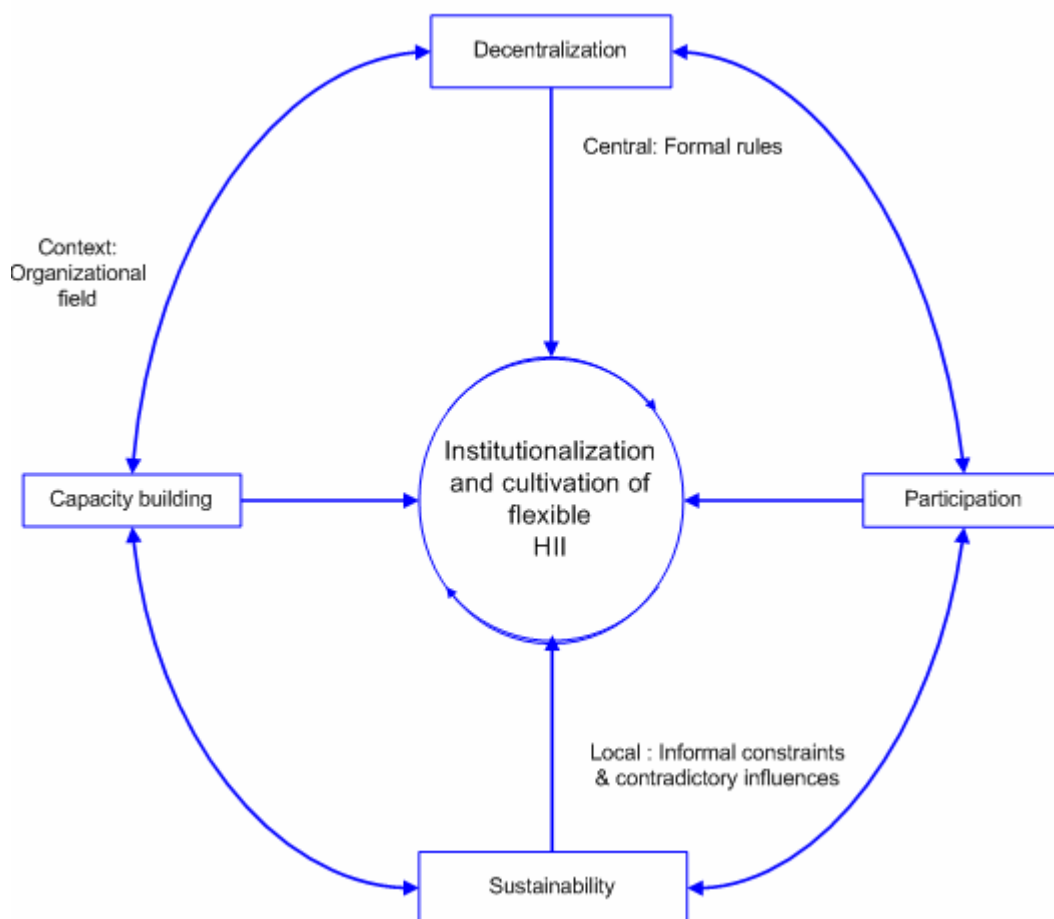 Decentralization
Central: Formal rules
Context:
Organizational
field
Institutionalization
and cultivation of
flexible
HII
Capacity building
Participation
Local : Informal constraints
& contradictory influences
Sustainability